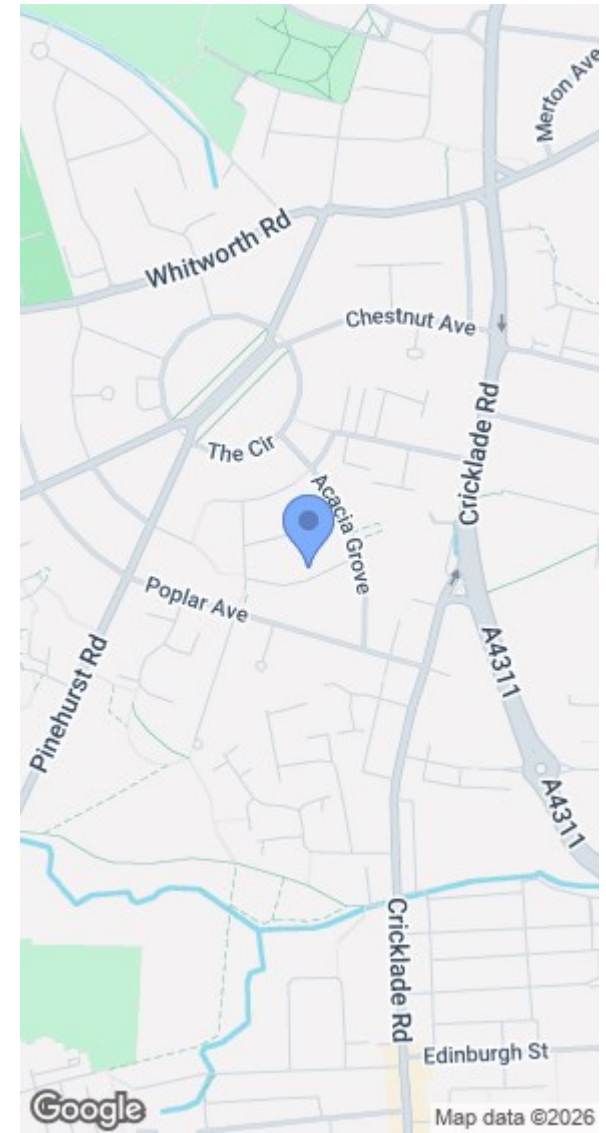 Merton Ave
Whitworth Rd
Chestnut Ave
Cricklade Rd
The Cir
Acacia Grove
Poplar Ave
Pinehurst Rd
A4311
A4311
Cricklade Rd
Edinburgh St
Google
Map data ©2026